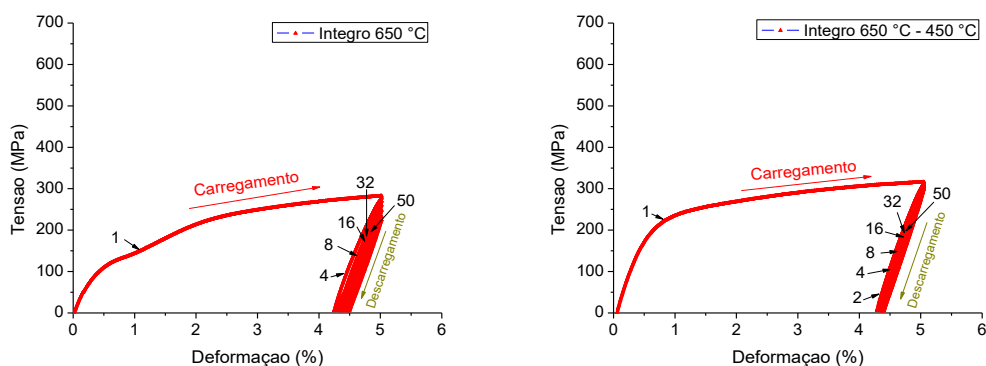 700
600
500
400
300
200
100
0
Tensao (MPa)
Integro 650 °C
Carregamento
Descarregamento
1
4
8
16
32
50
0 1 2 3 4 5 6
Deformaçao (%)
700
600
500
400
300
200
100
0
Tensao (MPa)
Integro 650 °C - 450 °C
Carregamento
Descarregamento
1
2
4
8
16
32
50
0 1 2 3 4 5 6
Deformaçao (%)